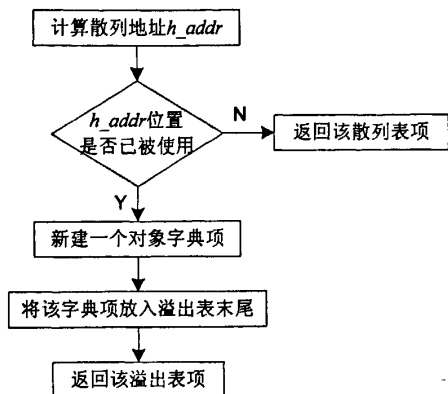 计算散列地址h_addr
h_addr位置
是否已被使用
N
返回该散列表项
Y
新建一个对象字典项
将该字典项放入溢出表末尾
返回该溢出表项